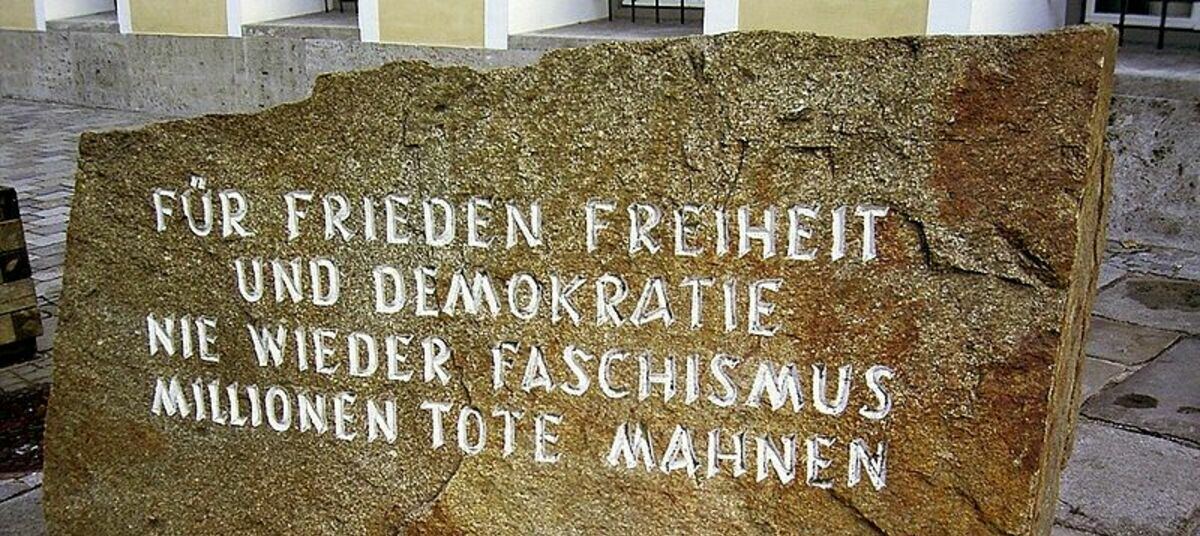 FÜR FRIEDEN FREIHEIT
UND DEMOKRATIE
NIE WIEDER FASCHISMUS
MILLIONEN TOTE MAHNEN